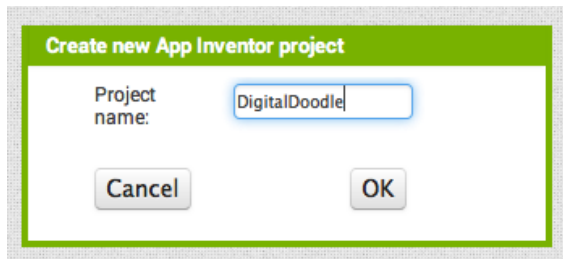 Create new App Inventor project
Project
name:
DigitalDoodle
Cancel
OK